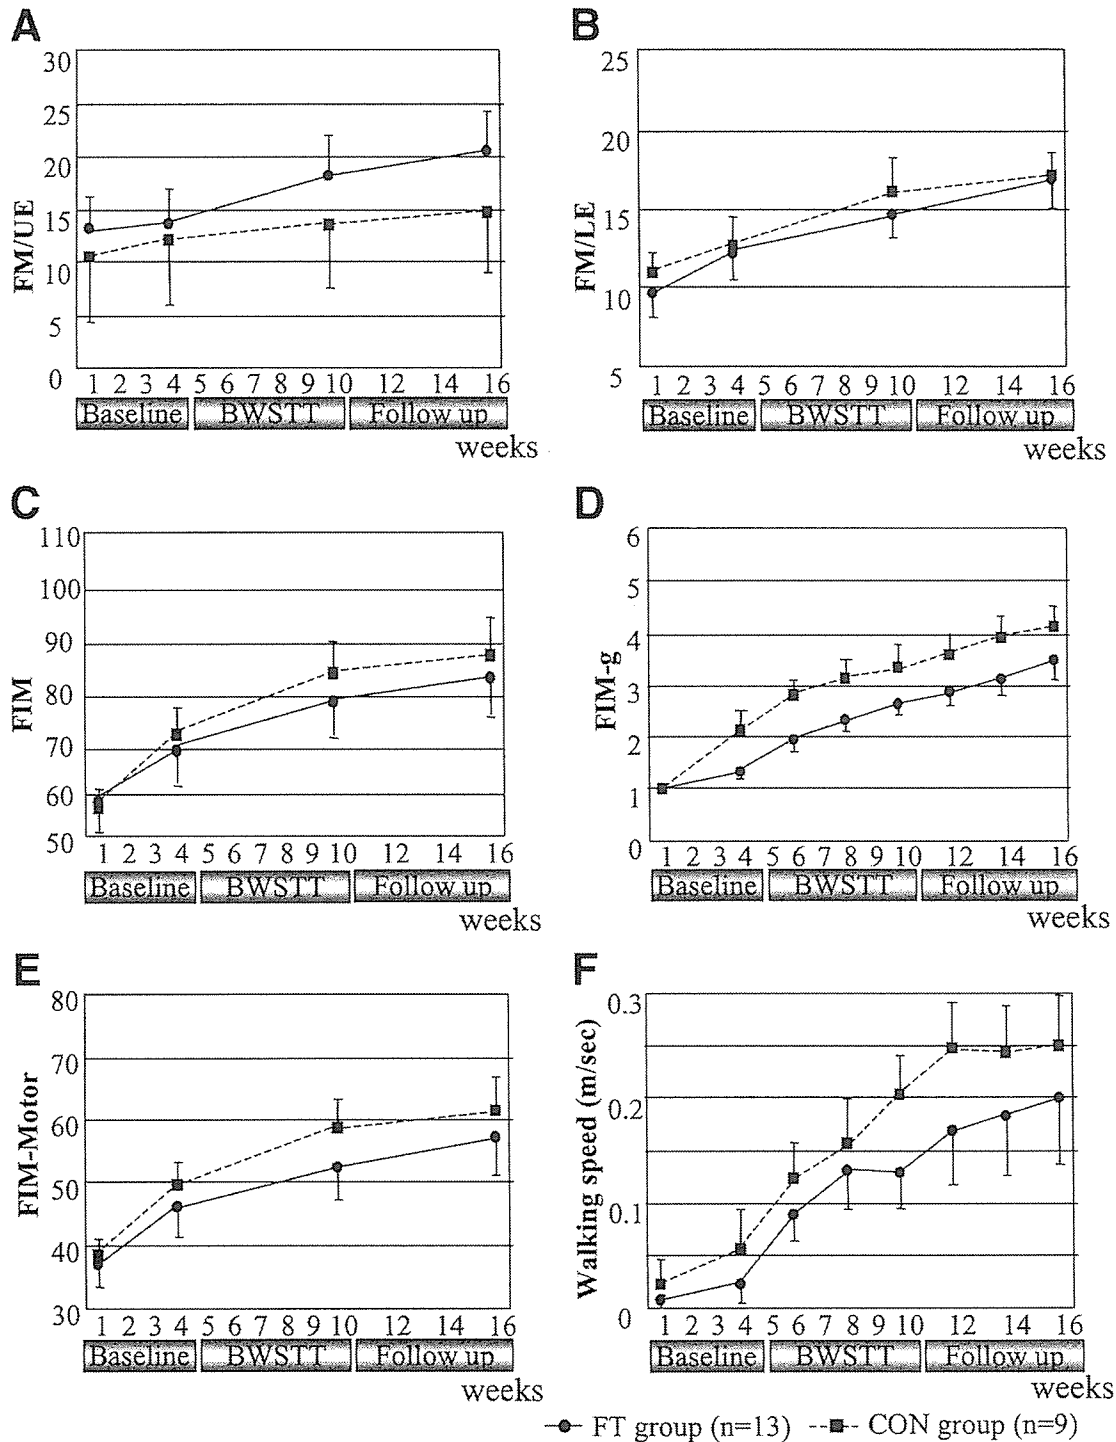 A
B
30
25
20
15
10
5
0
FM/UE
1 2 3 4 5 6 7 8 9 10 12 14 16
Baseline BWSTT Follow up
weeks
25
20
15
10
5
FM/LE
1 2 3 4 5 6 7 8 9 10 12 14 16
Baseline BWSTT Follow up
weeks
C
D
110
100
90
80
70
60
50
FIM
1 2 3 4 5 6 7 8 9 10 12 14 16
Baseline BWSTT Follow up
weeks
6
5
4
3
2
1
0
FIM-g
1 2 3 4 5 6 7 8 9 10 12 14 16
Baseline BWSTT Follow up
weeks
E
F
80
70
60
50
40
30
FIM-Motor
1 2 3 4 5 6 7 8 9 10 12 14 16
Baseline BWSTT Follow up
weeks
0.3
0.2
0.1
0
Walking speed (m/sec)
1 2 3 4 5 6 7 8 9 10 12 14 16
Baseline BWSTT Follow up
weeks
FT group (n=13) CON group (n=9)